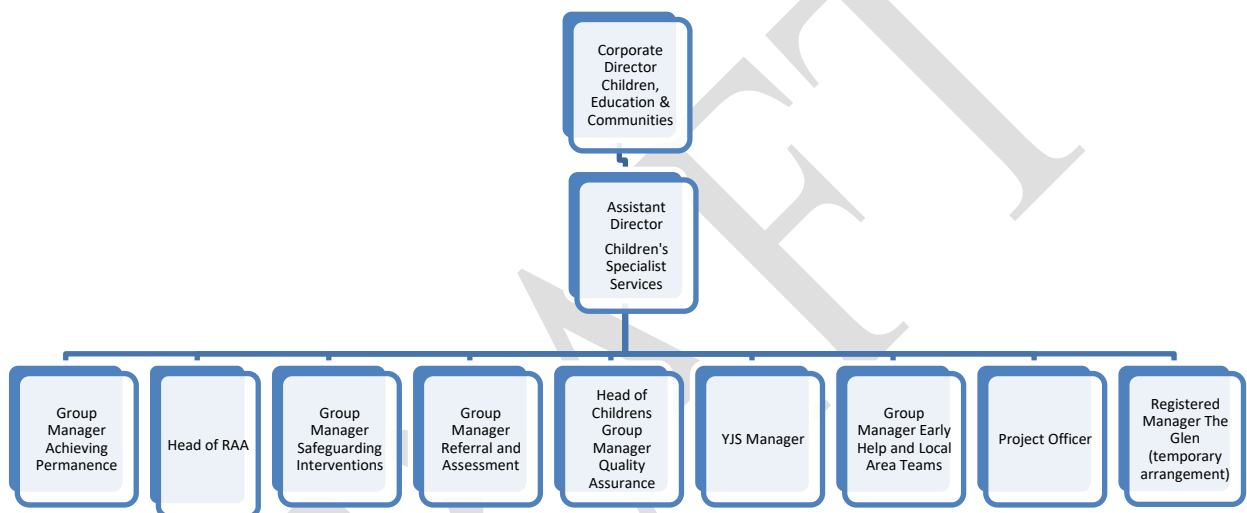 Corporate
Director
Children,
Education &
Communities
Assistant
Director
Children's
Specialist
Services
Group
Manager
Achieving
Permanence
Head of RAA
Group
Manager
Safeguarding
Interventions
Group
Manager
Referral and
Assessment
Head of
Childrens
Group
Manager
Quality
Assurance
YJS Manager
Group
Manager Early
Help and Local
Area Teams
Project Officer
Registered
Manager The
Glen
(temporary
arrangement)